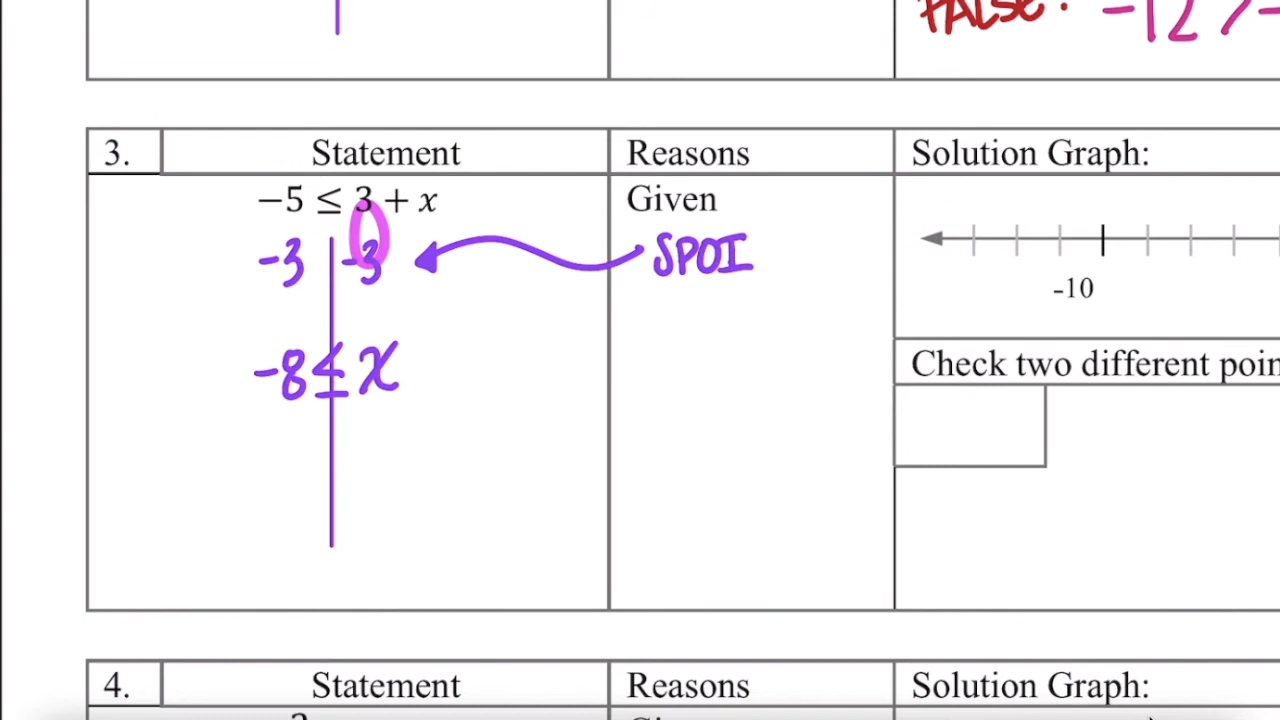 FALSE! -12 >-
3. Statement Reasons Solution Graph:
−5 ≤ 3 + x Given
-3 -3 SPOI
-10
-8 ≤ x
Check two different poin
4. Statement Reasons Solution Graph: